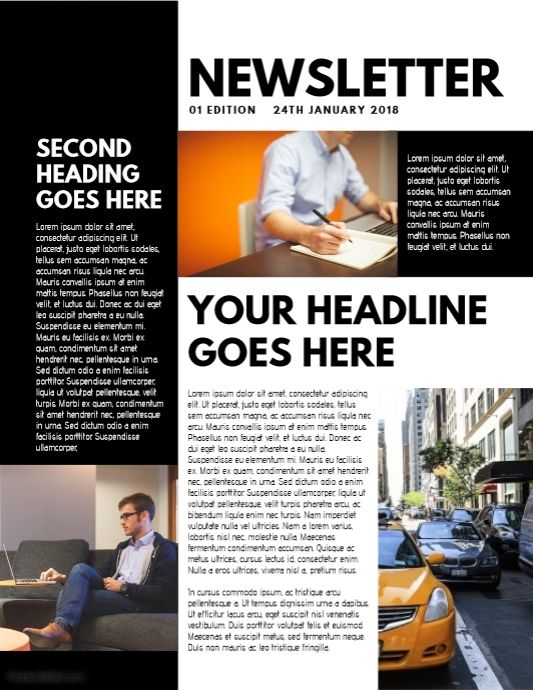 NEWSLETTER
01 EDITION 24TH JANUARY 2018
SECOND
HEADING
GOES HERE
Lorem ipsum dolor sit amet,
consectetur adipiscing elit. Ut
placerat, justo eget lobortis sodales,
tellus sem accumsan magna, ac
accumsan risus ligula nec arcu.
Mauris convallis ipsum at enim
mattis tempus. Phasellus non feugiat
velit, et luctus dui. Donec ac dui eget
leo suscipit pharetra a eu nulla.
Suspendisse eu elementum mi.
Mauris eu facilisis ex. Morbi ex
quam, condimentum sit amet
hendrerit nec, pellentesque in urna.
Sed dictum odio a enim facilisis
porttitor. Suspendisse ullamcorper,
ligula ut volutpat pellentesque, velit
turpis. Morbi ex quam, condimentum
sit amet hendrerit nec, pellentesque
in urna. Sed dictum odio a enim
facilisis porttitor Suspendisse
ullamcorper,
Lorem ipsum dolor sit amet,
consectetur adipiscing elit. Ut
placerat, justo eget lobortis
sodales, tellus sem accumsan
magna, ac accumsan risus
ligula nec arcu. Mauris
convallis ipsum at enim
mattis tempus. Phasellus non
feugiat velit, et luctus dui.
YOUR HEADLINE
GOES HERE
Lorem ipsum dolor sit amet, consectetur adipiscing
elit. Ut placerat, justo eget lobortis sodales, tellus
sem accumsan magna, ac accumsan risus ligula nec
arcu. Mauris convallis ipsum at enim mattis tempus.
Phasellus non feugiat velit, et luctus dui. Donec ac
dui eget leo suscipit pharetra a eu nulla.
Suspendisse eu elementum mi. Mauris eu facilisis
ex. Morbi ex quam, condimentum sit amet hendrerit
nec, pellentesque in urna. Sed dictum odio a enim
facilisis porttitor. Suspendisse ullamcorper, ligula ut
volutpat pellentesque, velit turpis pharetra arcu, ac
bibendum ligula enim nec turpis. Nam imperdiet
vulputate nulla vel ultricies. Nam a lorem varius,
lobortis nisl nec, molestie nulla. Maecenas
fermentum condimentum accumsan. Quisque ac
metus ultrices, cursus lectus id, consectetur enim.
Nulla a eros ultrices, viverra nisl a, pretium risus.
In cursus commodo ipsum, ac tristique arcu
pellentesque a. Ut tempus dignissim urna a dapibus.
Ut efficitur lacus arcu, eget suscipit nisl venenatis
vestibulum. Duis porttitor volutpat felis et euismod.
Maecenas et suscipit metus, sed fermentum neque.
Duis non mauris ac leo tristique fringilla.